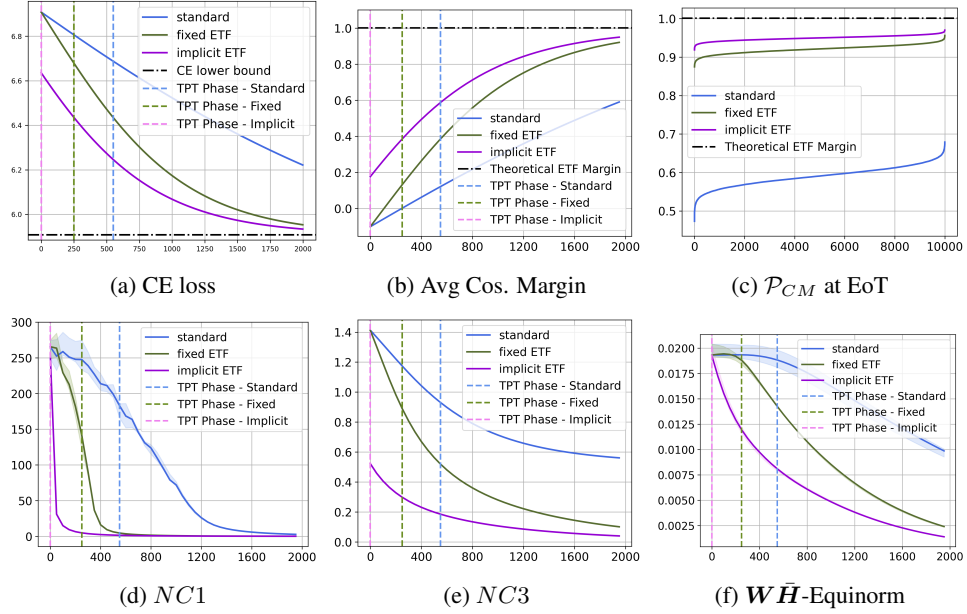 6.8
6.6
6.4
6.2
6.0
standard
fixed ETF
implicit ETF
CE lower bound
TPT Phase - Standard
TPT Phase - Fixed
TPT Phase - Implicit
0 250 500 750 1000 1250 1500 1750 2000
(a) CE loss
1.0
0.8
0.6
0.4
0.2
0.0
standard
fixed ETF
implicit ETF
Theoretical ETF Margin
TPT Phase - Standard
TPT Phase - Fixed
TPT Phase - Implicit
0 400 800 1200 1600 2000
(b) Avg Cos. Margin
1.0
0.9
0.8
0.7
0.6
0.5
standard
fixed ETF
implicit ETF
Theoretical ETF Margin
0 2000 4000 6000 8000 10000
(c) 𝒫_CM at EoT
300
250
200
150
100
50
0
standard
fixed ETF
implicit ETF
TPT Phase - Standard
TPT Phase - Fixed
TPT Phase - Implicit
0 400 800 1200 1600 2000
(d) NC1
1.4
1.2
1.0
0.8
0.6
0.4
0.2
0.0
standard
fixed ETF
implicit ETF
TPT Phase - Standard
TPT Phase - Fixed
TPT Phase - Implicit
0 400 800 1200 1600 2000
(e) NC3
0.0200
0.0175
0.0150
0.0125
0.0100
0.0075
0.0050
0.0025
standard
fixed ETF
implicit ETF
TPT Phase - Standard
TPT Phase - Fixed
TPT Phase - Implicit
0 400 800 1200 1600 2000
(f) WH̄-Equinorm